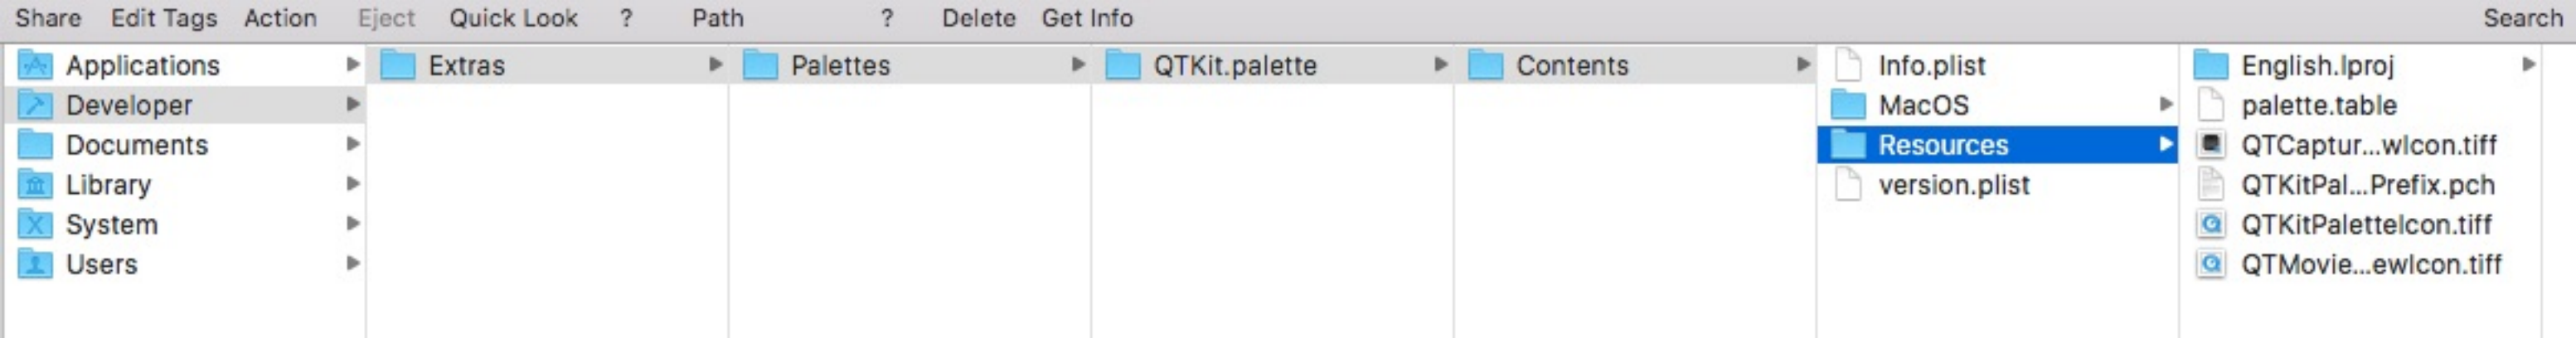 Share Edit Tags Action Eject Quick Look ? Path ? Delete Get Info Search
Applications Extras Palettes QTKit.palette Contents Info.plist English.lproj
Developer MacOS palette.table
Documents Resources QTCaptur...wIcon.tiff
Library version.plist QTKitPal...Prefix.pch
System QTKitPaletteIcon.tiff
Users QTMovie...ewIcon.tiff